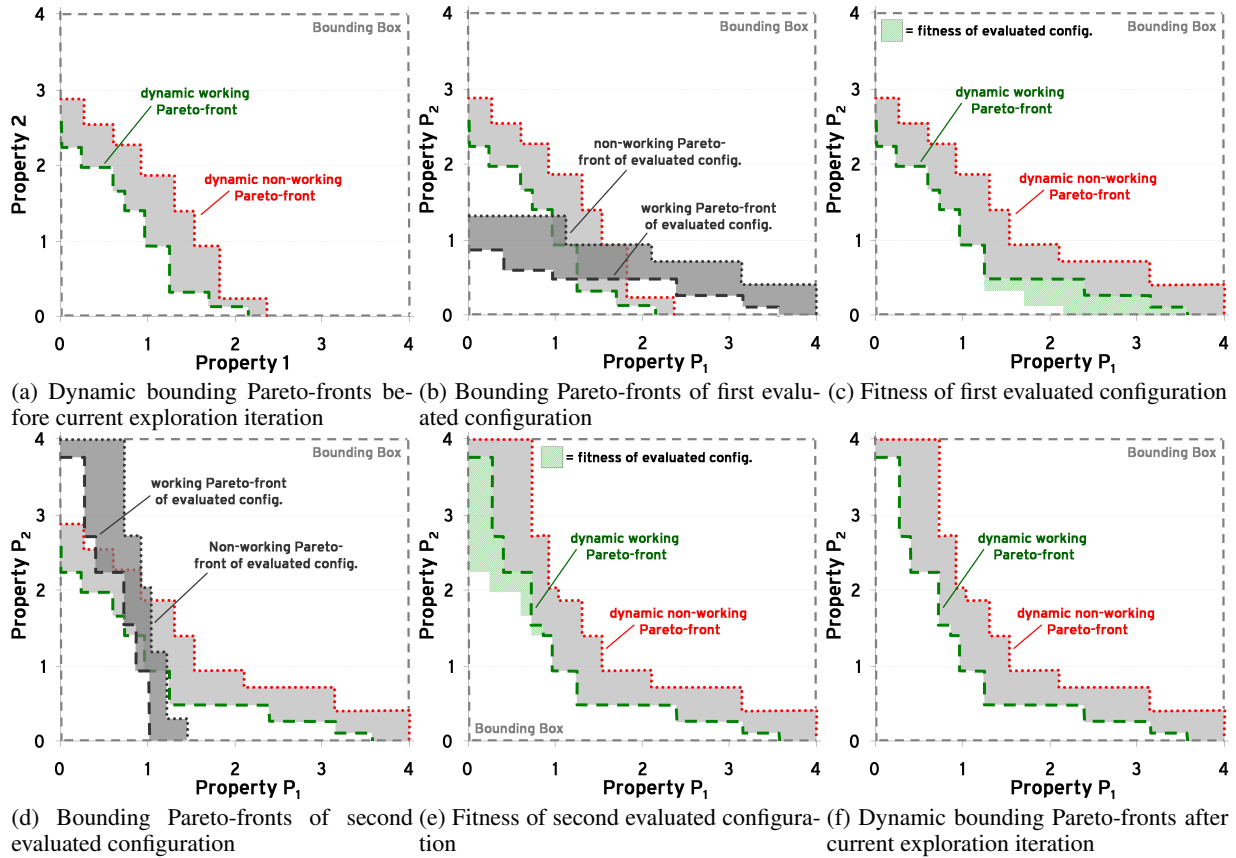 4
3
2
1
0
0
1
2
3
4
Property 2
Property 1
Bounding Box
dynamic working
Pareto-front
dynamic non-working
Pareto-front
(a) Dynamic bounding Pareto-fronts be-
fore current exploration iteration
4
3
2
1
0
0
1
2
3
4
Property P2
Property P1
Bounding Box
non-working Pareto-
front of evaluated config.
working Pareto-front
of evaluated config.
(b) Bounding Pareto-fronts of first evalu-
ated configuration
4
3
2
1
0
0
1
2
3
4
Property P2
Property P1
= fitness of evaluated config.
Bounding Box
dynamic working
Pareto-front
dynamic non-working
Pareto-front
(c) Fitness of first evaluated configuration
4
3
2
1
0
0
1
2
3
4
Property P2
Property P1
Bounding Box
working Pareto-front
of evaluated config.
Non-working Pareto-
front of evaluated config.
(d) Bounding Pareto-fronts of second
evaluated configuration
4
3
2
1
0
0
1
2
3
4
Property P2
Property P1
= fitness of evaluated config.
dynamic working
Pareto-front
dynamic non-working
Pareto-front
Bounding Box
(e) Fitness of second evaluated configura-
tion
4
3
2
1
0
0
1
2
3
4
Property P2
Property P1
Bounding Box
dynamic working
Pareto-front
dynamic non-working
Pareto-front
(f) Dynamic bounding Pareto-fronts after
current exploration iteration